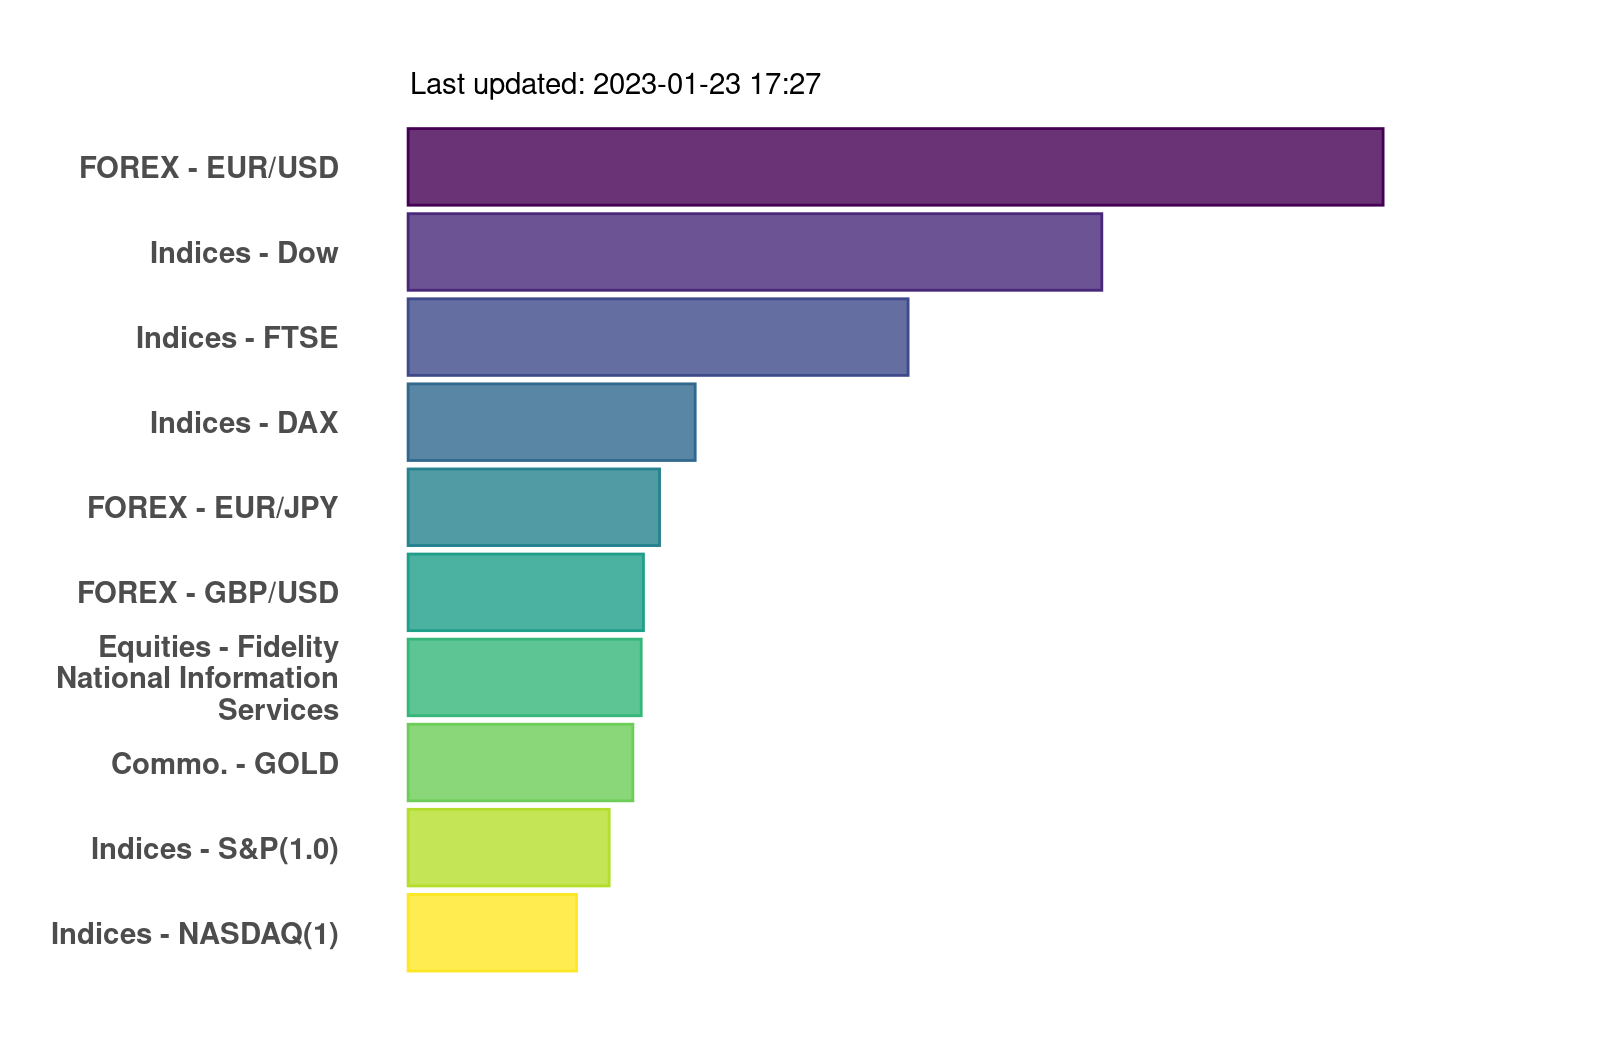 Last updated: 2023-01-23 17:27
FOREX - EUR/USD
Indices - Dow
Indices - FTSE
Indices - DAX
FOREX - EUR/JPY
FOREX - GBP/USD
Equities - Fidelity
National Information
Services
Commo. - GOLD
Indices - S&P(1.0)
Indices - NASDAQ(1)